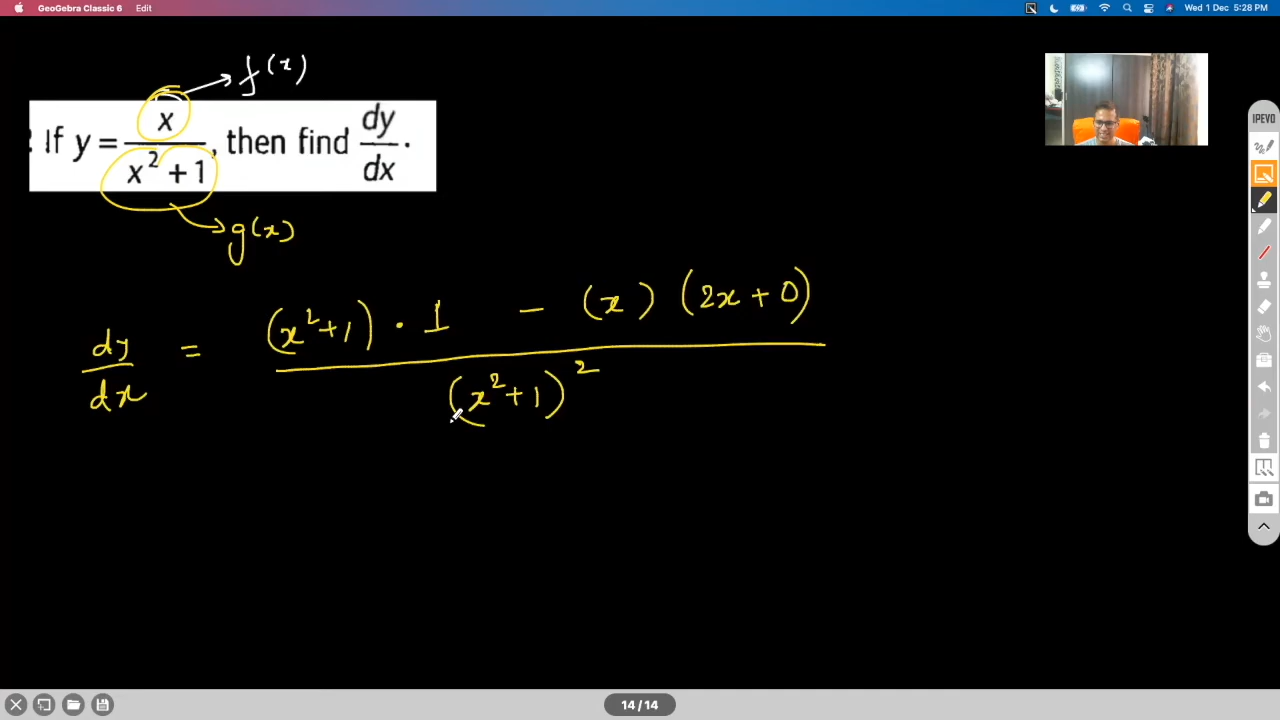 GeoGebra Classic 6 Edit
Wed 1 Dec 5:28 PM
f(x)
: If y = x/(x² + 1), then find dy/dx.
g(x)
dy/dx = ((x²+1) · 1 - (x) (2x + 0))/(x²+1)²
IPEVO
14 / 14